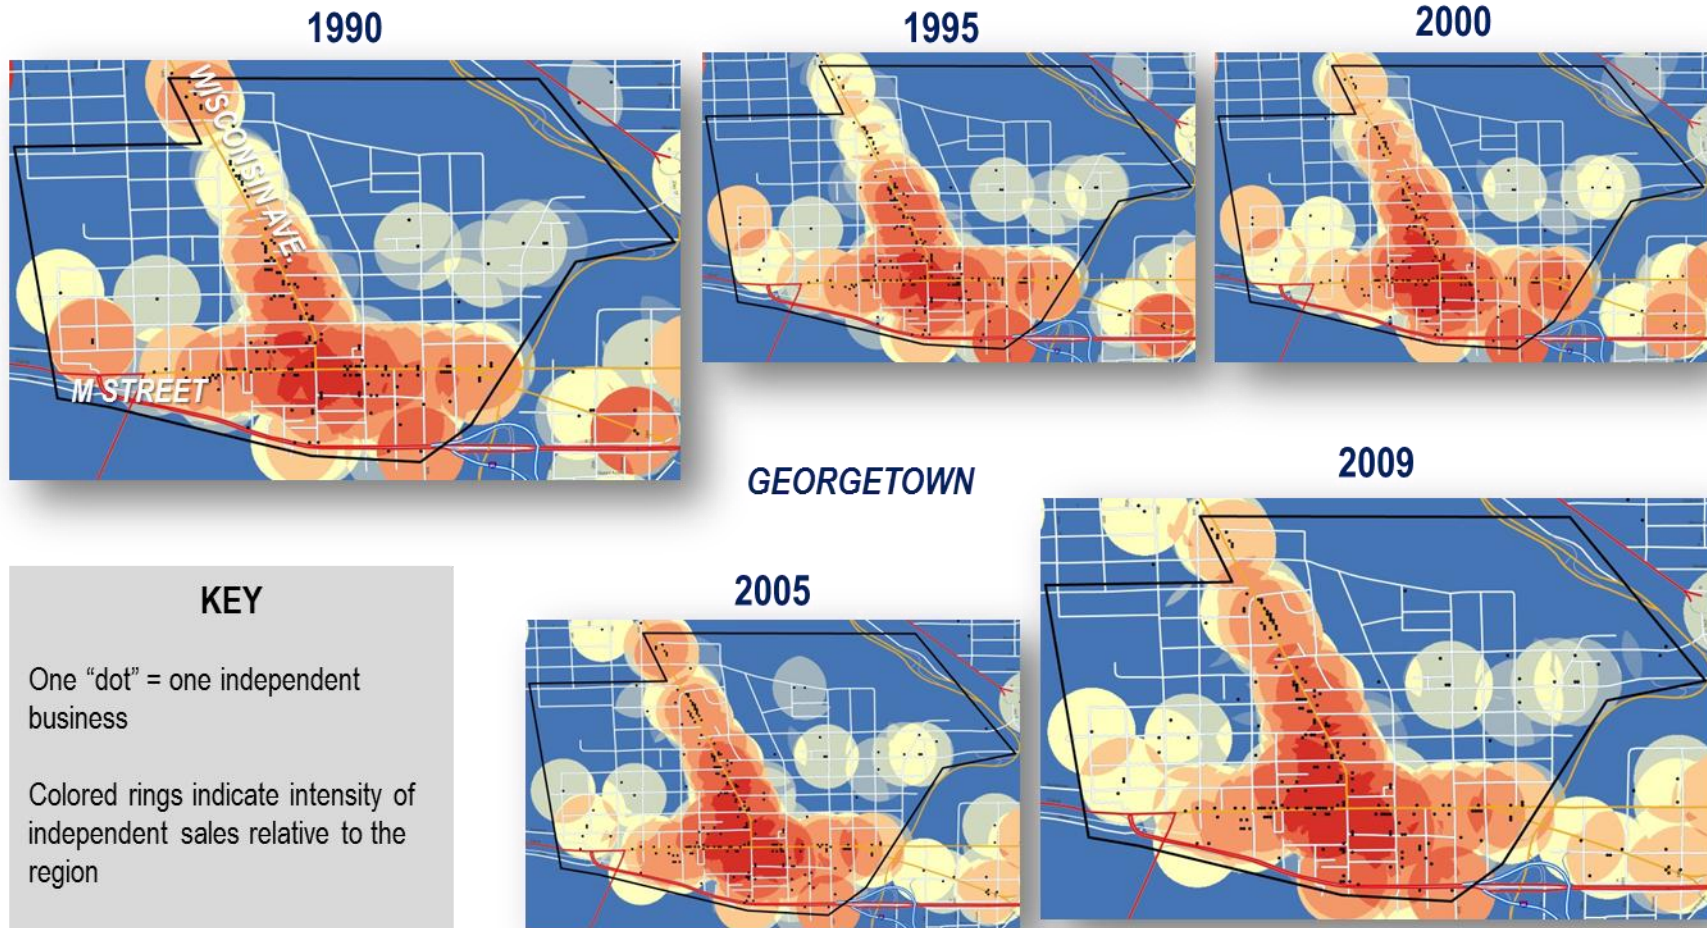 1990
1995
2000
WISCONSIN AVE.
M STREET
GEORGETOWN
2009
2005
KEY
One “dot” = one independent
business
Colored rings indicate intensity of
independent sales relative to the
region